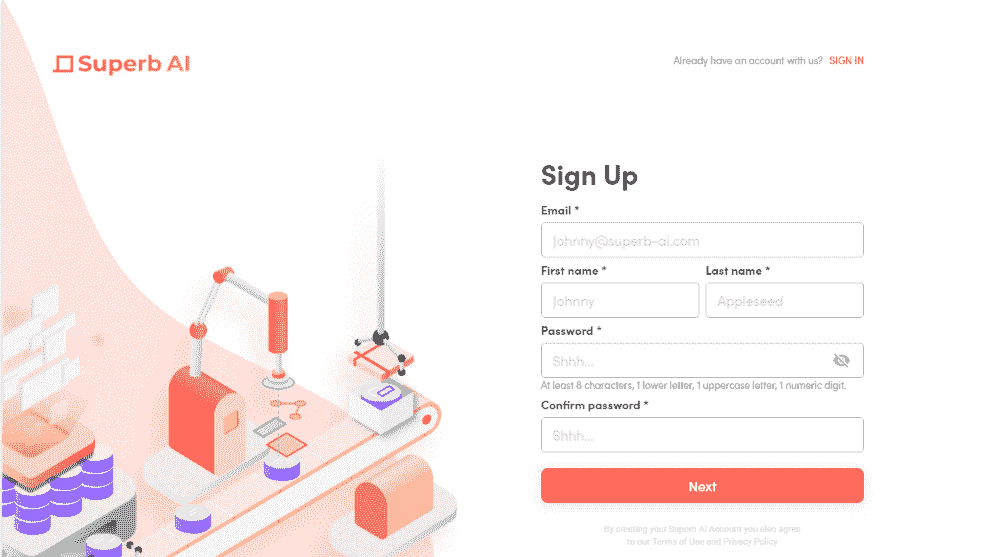 Superb AI
Already have an account with us? SIGN IN
Sign Up
Email *
Johnny@superb-ai.com
First name * Last name *
Johnny Appleseed
Password *
Shhh...
At least 8 characters, 1 lower letter, 1 uppercase letter, 1 numeric digit.
Confirm password *
Shhh...
Next
By creating your Superb AI Account you also agree
to our Terms of Use and Privacy Policy